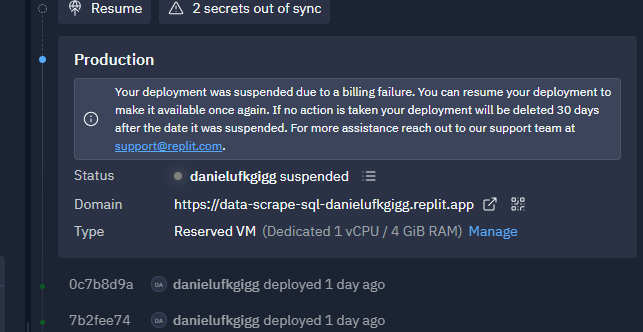 Resume 2 secrets out of sync
Production
Your deployment was suspended due to a billing failure. You can resume your deployment to
make it available once again. If no action is taken your deployment will be deleted 30 days
after the date it was suspended. For more assistance reach out to our support team at
support@replit.com.
Status danielufkgigg suspended
Domain https://data-scrape-sql-danielufkgigg.replit.app
Type Reserved VM (Dedicated 1 vCPU / 4 GiB RAM) Manage
0c7b8d9a DA danielufkgigg deployed 1 day ago
7b2fee74 DA danielufkgigg deployed 1 day ago